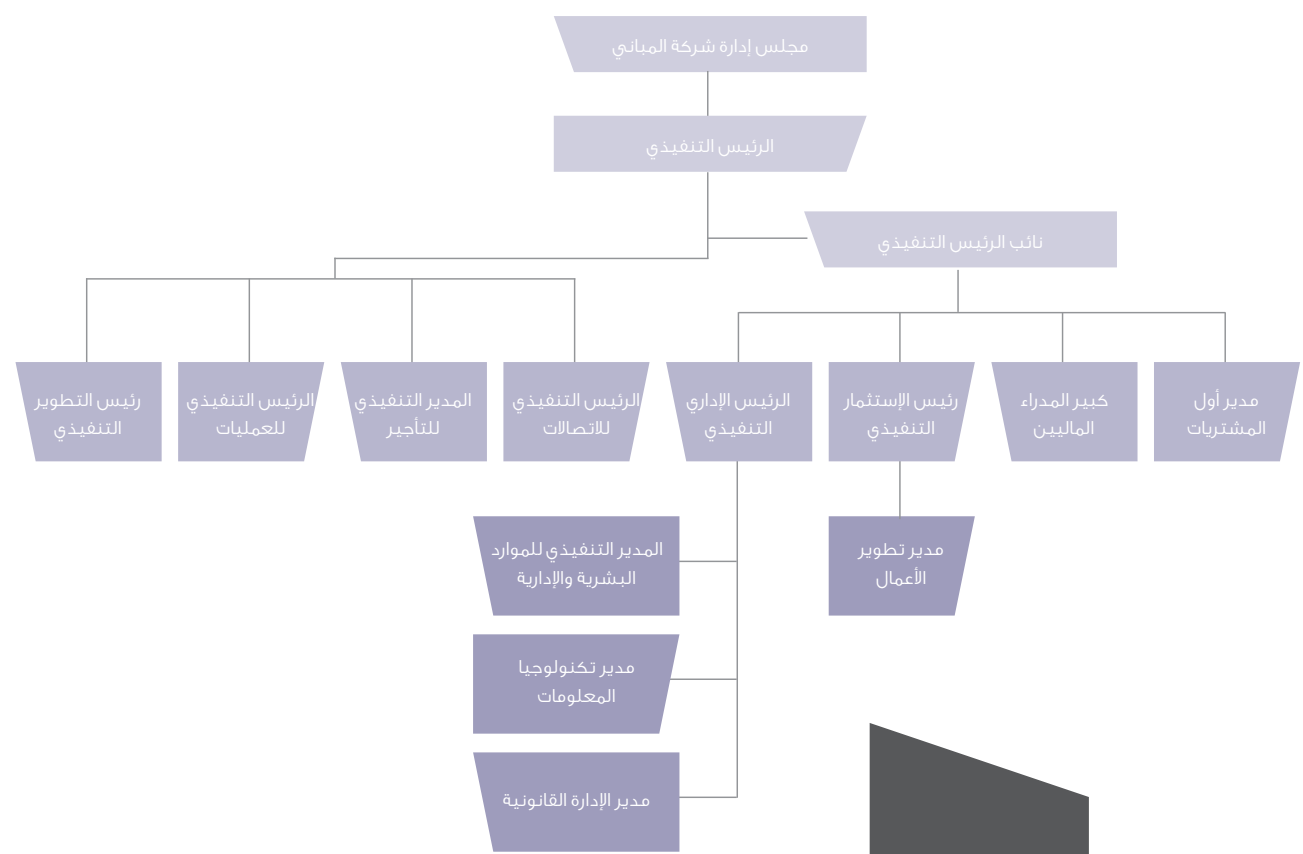 مجلس إدارة شركة المباني
الرئيس التنفيذي
نائب الرئيس التنفيذي
مدير أول
المشتريات
كبير المدراء
الماليين
رئيس الإستثمار
التنفيذي
الرئيس الإداري
التنفيذي
الرئيس التنفيذي
للاتصالات
المدير التنفيذي
للتأجير
الرئيس التنفيذي
للعمليات
رئيس التطوير
التنفيذي
مدير تطوير
الأعمال
المدير التنفيذي للموارد
البشرية والإدارية
مدير تكنولوجيا
المعلومات
مدير الإدارة القانونية